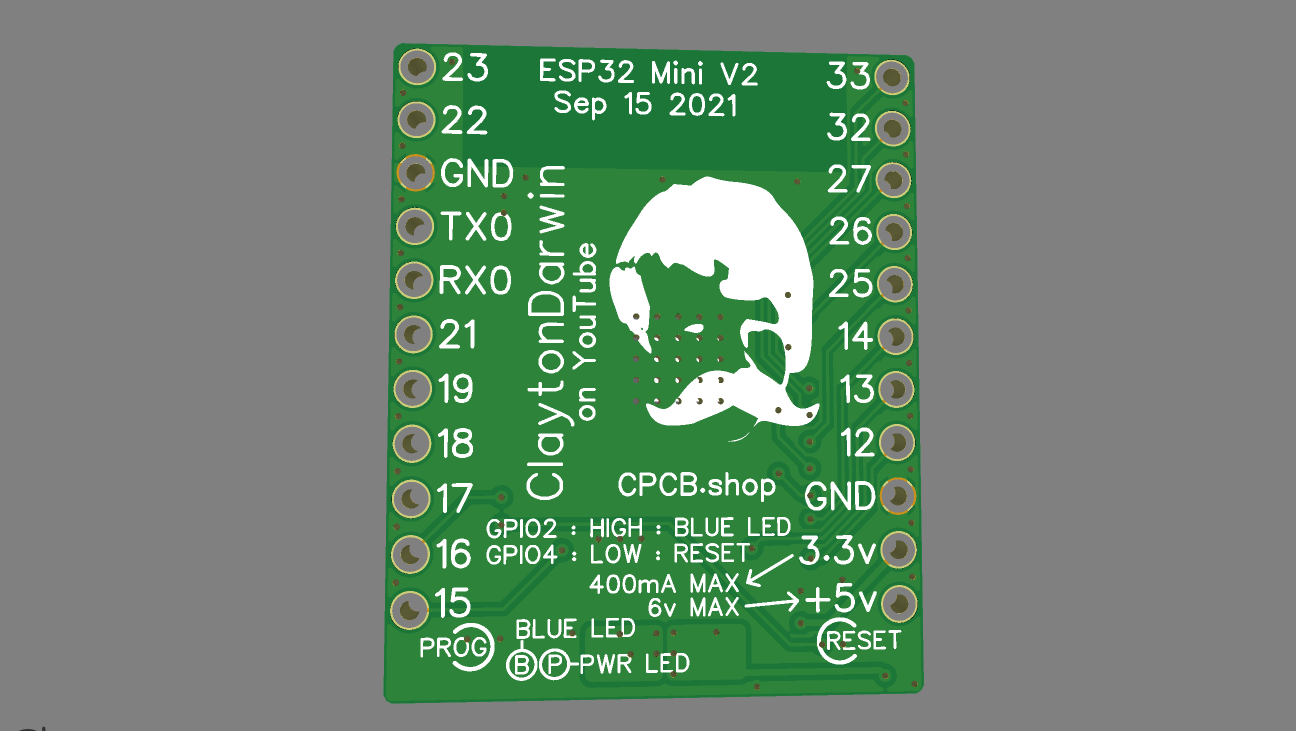 ESP32 Mini V2
Sep 15 2021
23
22
GND
TX0
RX0
21
19
18
17
16
15
33
32
27
26
25
14
13
12
GND
3.3v
+5v
ClaytonDarwin
on YouTube
CPCB.shop
GPIO2 : HIGH : BLUE LED
GPIO4 : LOW : RESET
400mA MAX
6v MAX
BLUE LED
PROG
B P-PWR LED
RESET